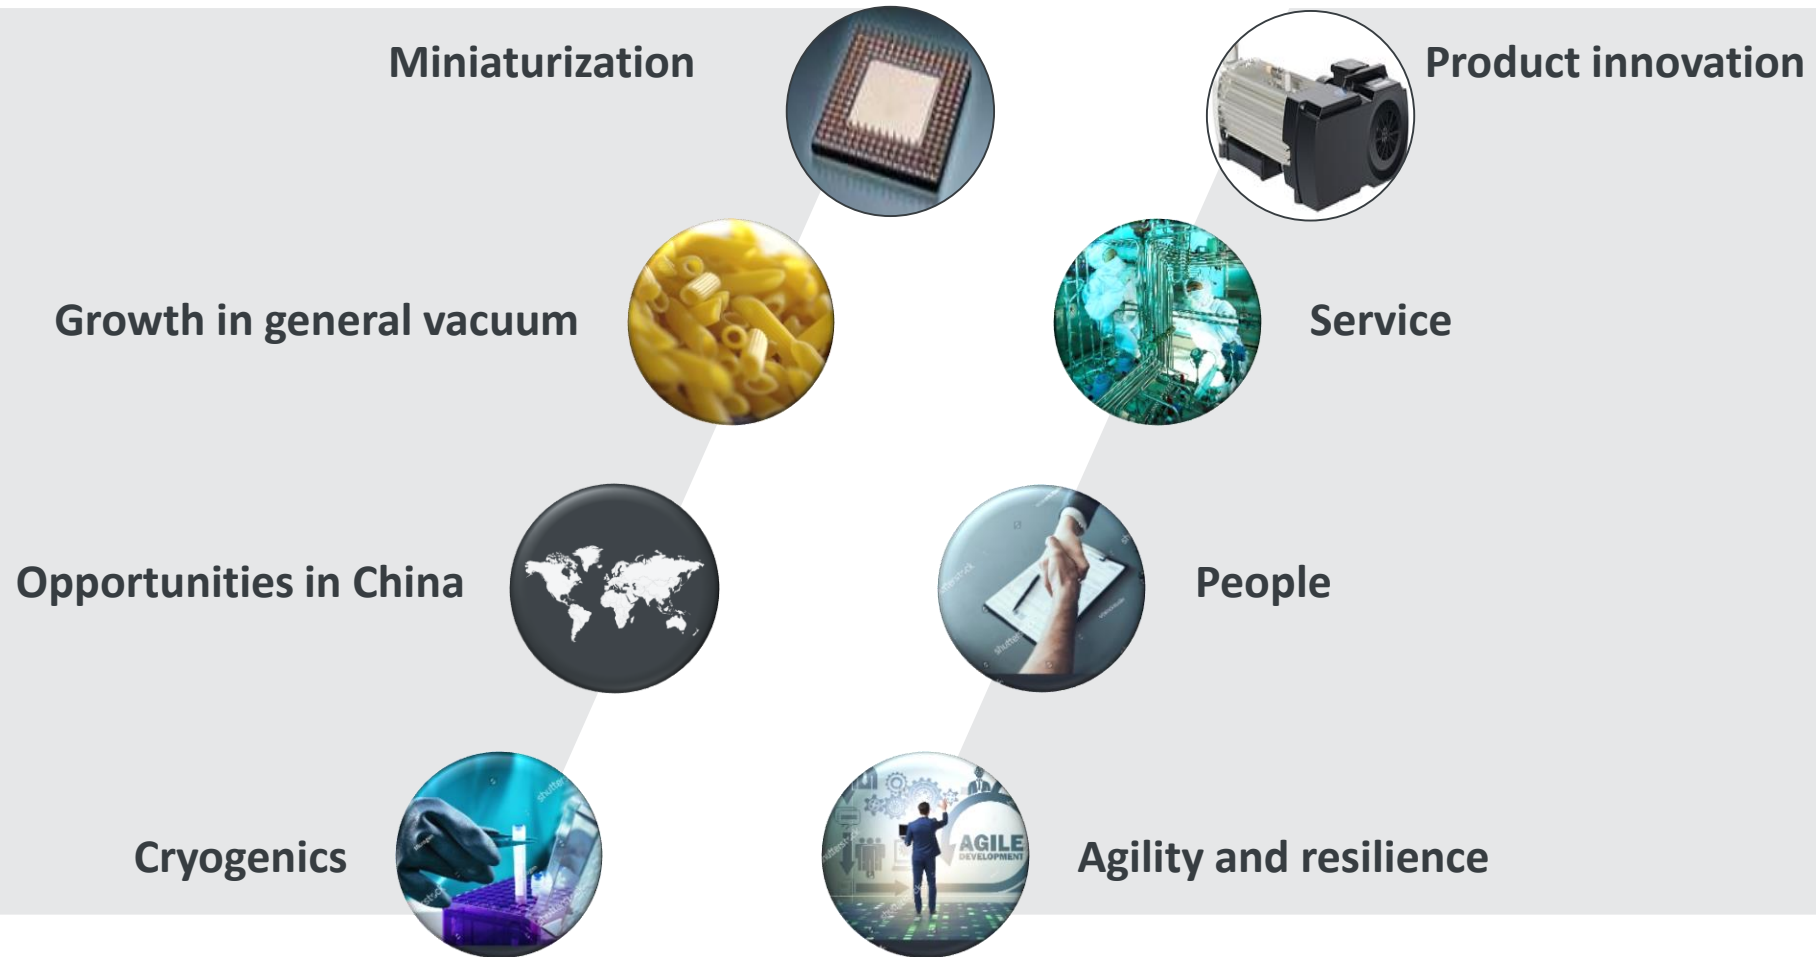 Miniaturization
Product innovation
Growth in general vacuum
Service
Opportunities in China
People
Cryogenics
AGILE
DEVELOPMENT
Agility and resilience